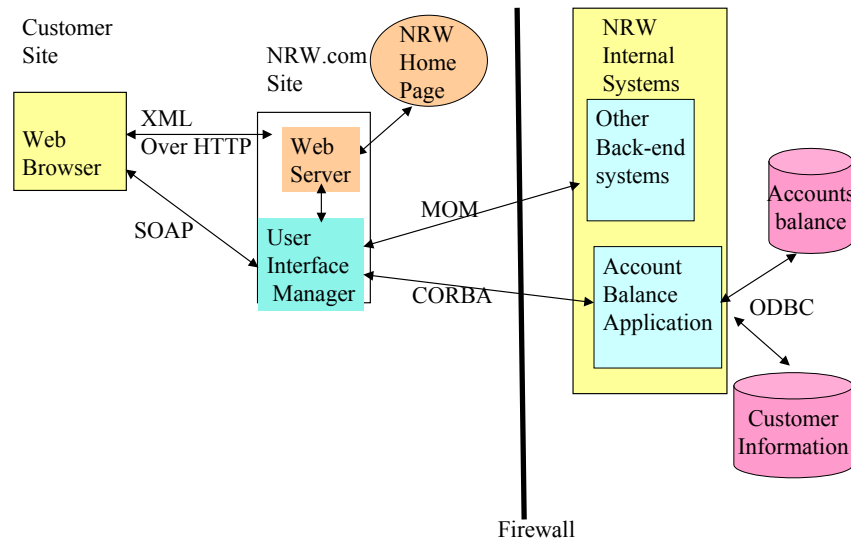 Customer
Site
NRW.com
Site
NRW
Home
Page
NRW
Internal
Systems
Web
Browser
XML
Over HTTP
SOAP
Web
Server
User
Interface
Manager
MOM
CORBA
Other
Back-end
systems
Account
Balance
Application
ODBC
Accounts
balance
Customer
Information
Firewall